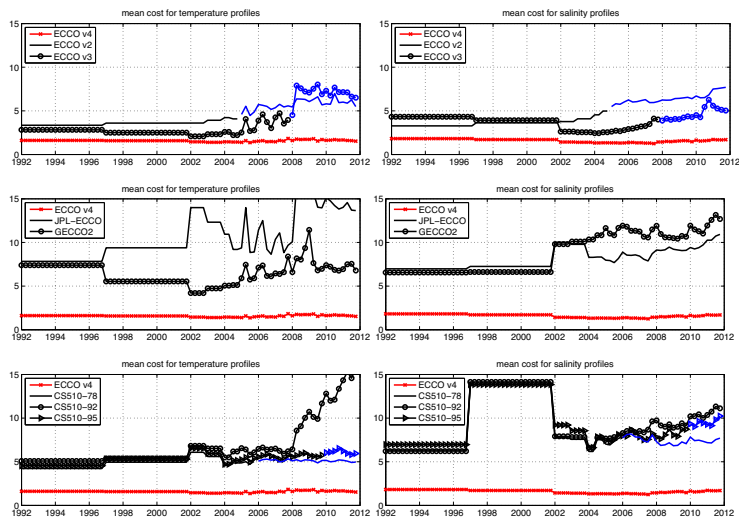 mean cost for temperature profiles
ECCO v4
ECCO v2
ECCO v3
15
10
5
0
1992 1994 1996 1998 2000 2002 2004 2006 2008 2010 2012
mean cost for salinity profiles
ECCO v4
ECCO v2
ECCO v3
15
10
5
0
1992 1994 1996 1998 2000 2002 2004 2006 2008 2010 2012
mean cost for temperature profiles
ECCO v4
JPL−ECCO
GECCO2
15
10
5
0
1992 1994 1996 1998 2000 2002 2004 2006 2008 2010 2012
mean cost for salinity profiles
ECCO v4
JPL−ECCO
GECCO2
15
10
5
0
1992 1994 1996 1998 2000 2002 2004 2006 2008 2010 2012
mean cost for temperature profiles
ECCO v4
CS510−78
CS510−92
CS510−95
15
10
5
0
1992 1994 1996 1998 2000 2002 2004 2006 2008 2010 2012
mean cost for salinity profiles
ECCO v4
CS510−78
CS510−92
CS510−95
15
10
5
0
1992 1994 1996 1998 2000 2002 2004 2006 2008 2010 2012